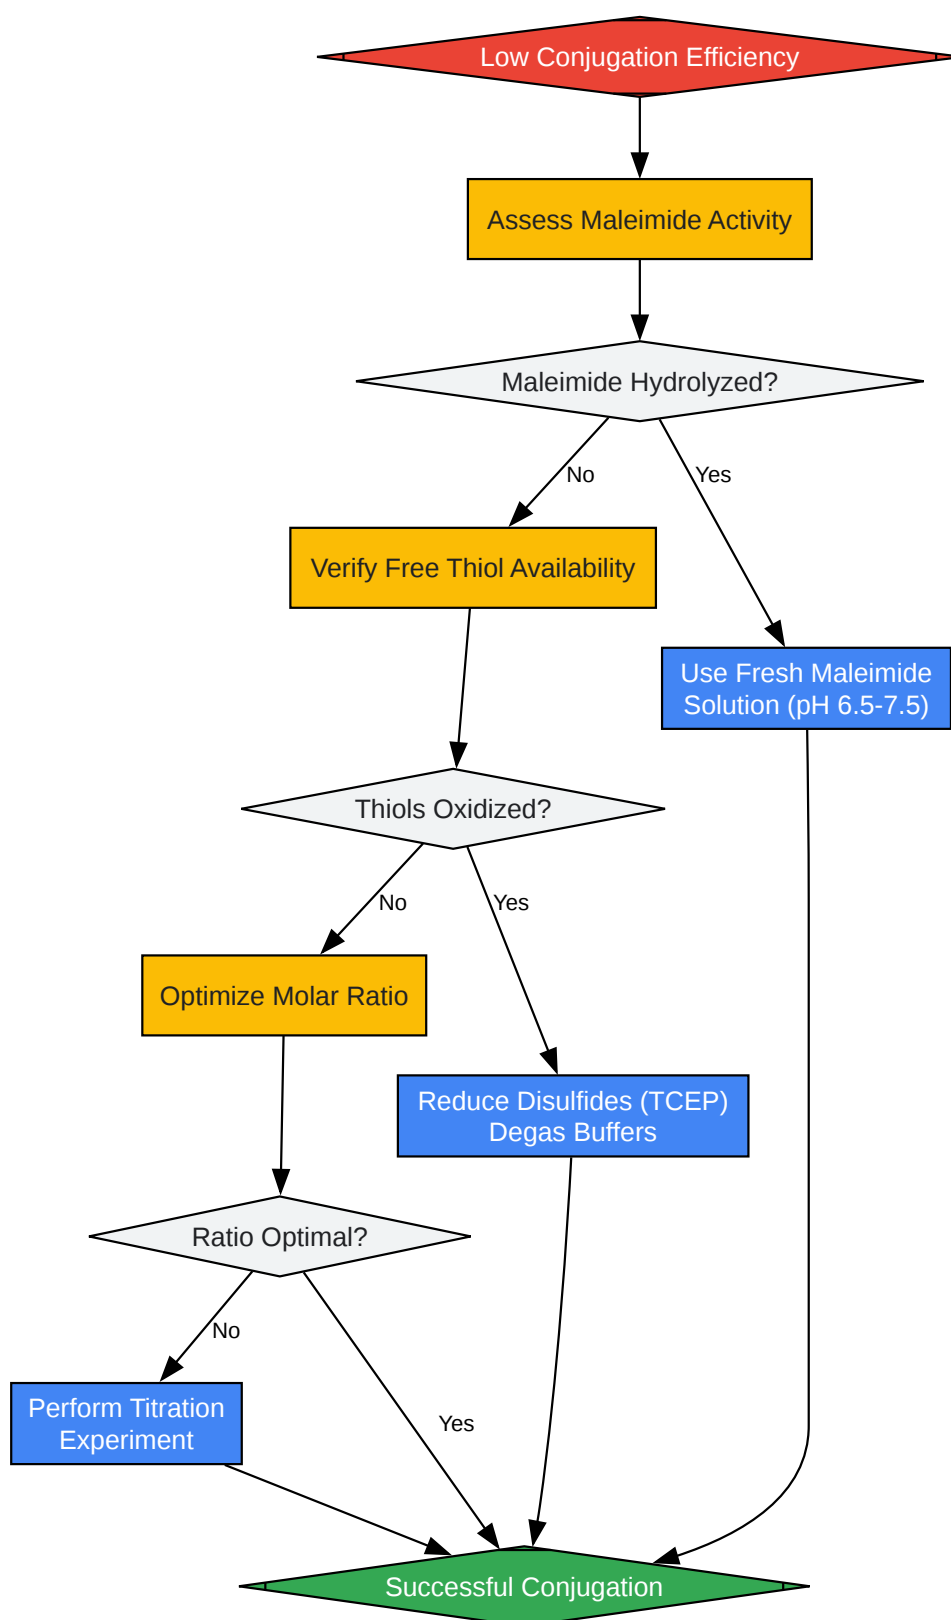 Low Conjugation Efficiency
Assess Maleimide Activity
Maleimide Hydrolyzed?
No
Yes
Verify Free Thiol Availability
Use Fresh Maleimide
Solution (pH 6.5-7.5)
Thiols Oxidized?
No
Yes
Optimize Molar Ratio
Reduce Disulfides (TCEP)
Degas Buffers
Ratio Optimal?
No
Yes
Perform Titration
Experiment
Successful Conjugation